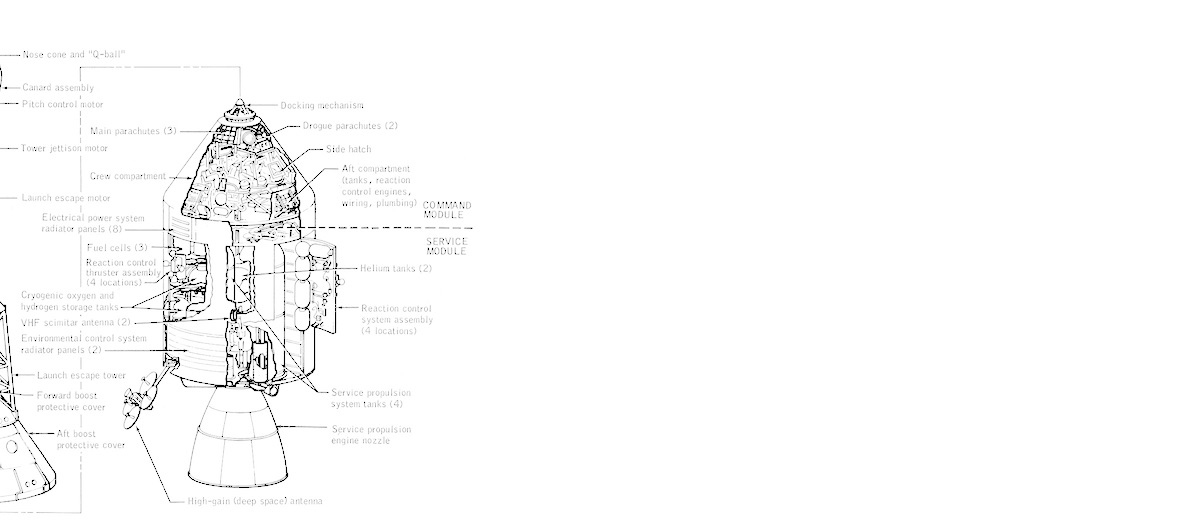 Nose cone and "Q-ball"
Canard assembly
Pitch control motor
Tower jettison motor
Launch escape motor
Docking mechanism
Main parachutes (3)
Drogue parachutes (2)
Side hatch
Crew compartment
Aft compartment
(tanks, reaction
control engines,
wiring, plumbing)
COMMAND
MODULE
SERVICE
MODULE
Electrical power system
radiator panels (8)
Fuel cells (3)
Reaction control
thruster assembly
(4 locations)
Cryogenic oxygen and
hydrogen storage tanks
VHF scimitar antenna (2)
Environmental control system
radiator panels (2)
Helium tanks (2)
Reaction control
system assembly
(4 locations)
Launch escape tower
Forward boost
protective cover
Aft boost
protective cover
Service propulsion
system tanks (4)
Service propulsion
engine nozzle
High-gain (deep space) antenna